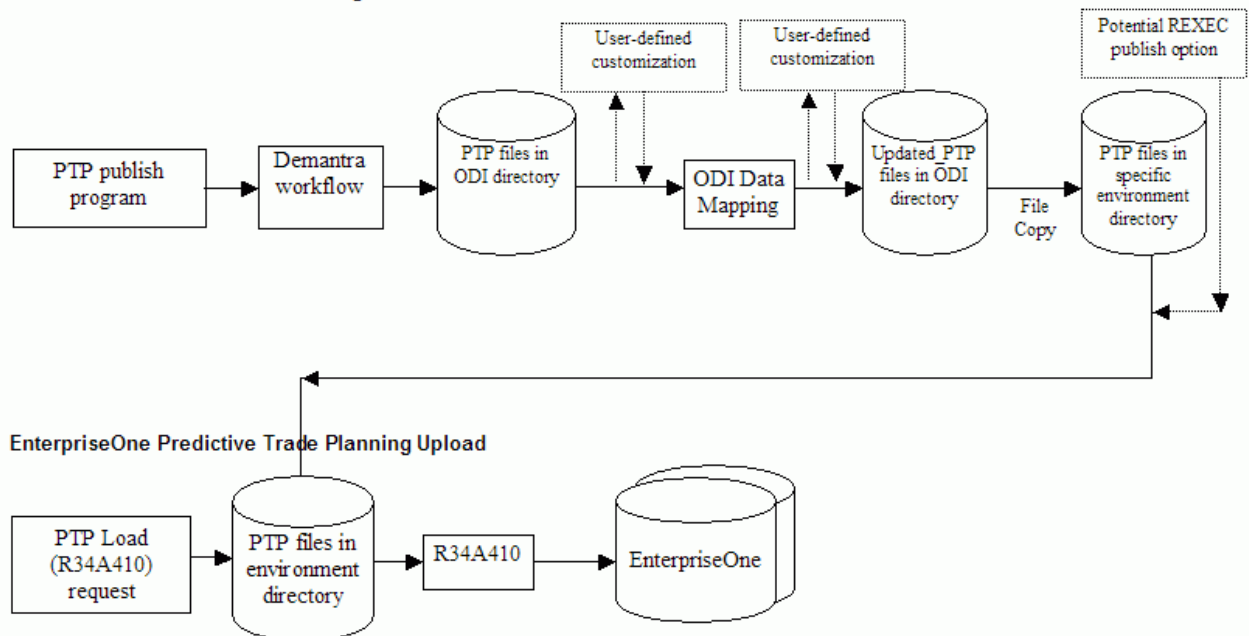 User-defined
customization
User-defined
customization
Potential REXEC
publish option
PTP publish
program
Demantra
workflow
PTP files in
ODI directory
ODI Data
Mapping
Updated_PTP
files in ODI
directory
File
Copy
PTP files in
specific
environment
directory
EnterpriseOne Predictive Trade Planning Upload
PTP Load
(R34A410)
request
PTP files in
environment
directory
R34A410
EnterpriseOne